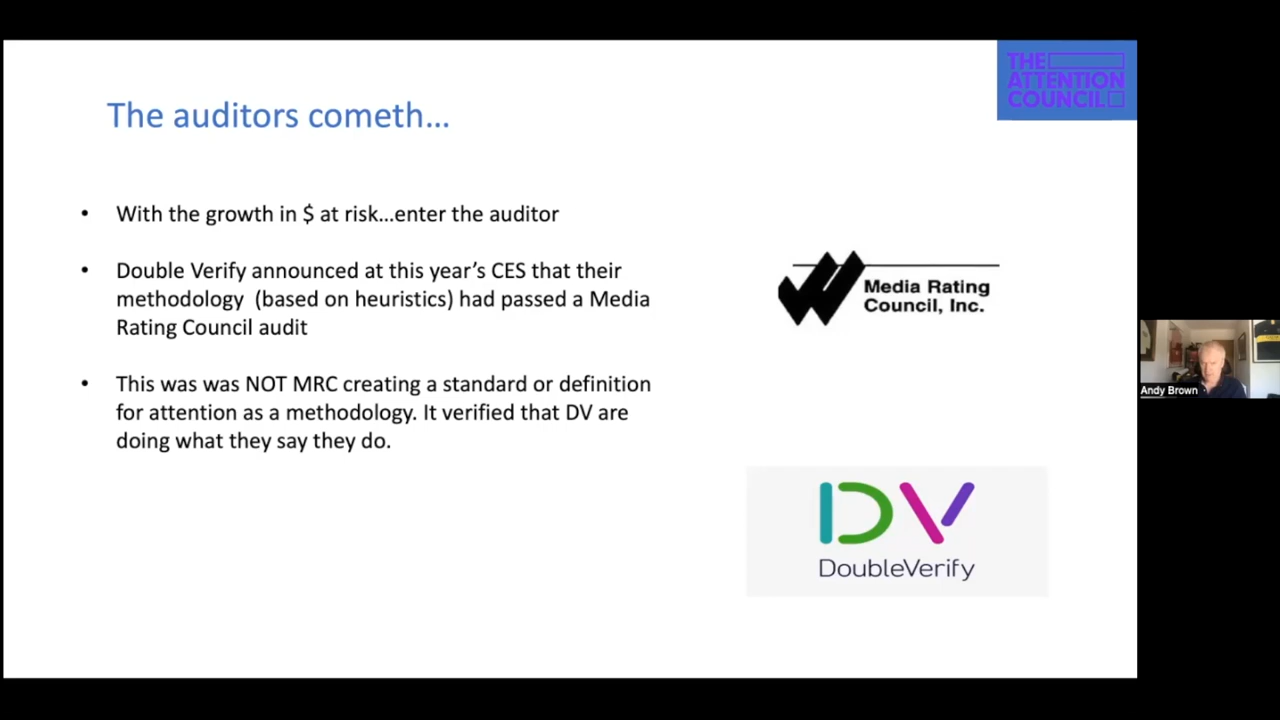 THE
ATTENTION
COUNCIL
The auditors cometh…
• With the growth in $ at risk…enter the auditor
• Double Verify announced at this year’s CES that their
methodology  (based on heuristics) had passed a Media
Rating Council audit
• This was was NOT MRC creating a standard or definition
for attention as a methodology. It verified that DV are
doing what they say they do.
Media Rating
Council, Inc.
DV
DoubleVerify
Andy Brown